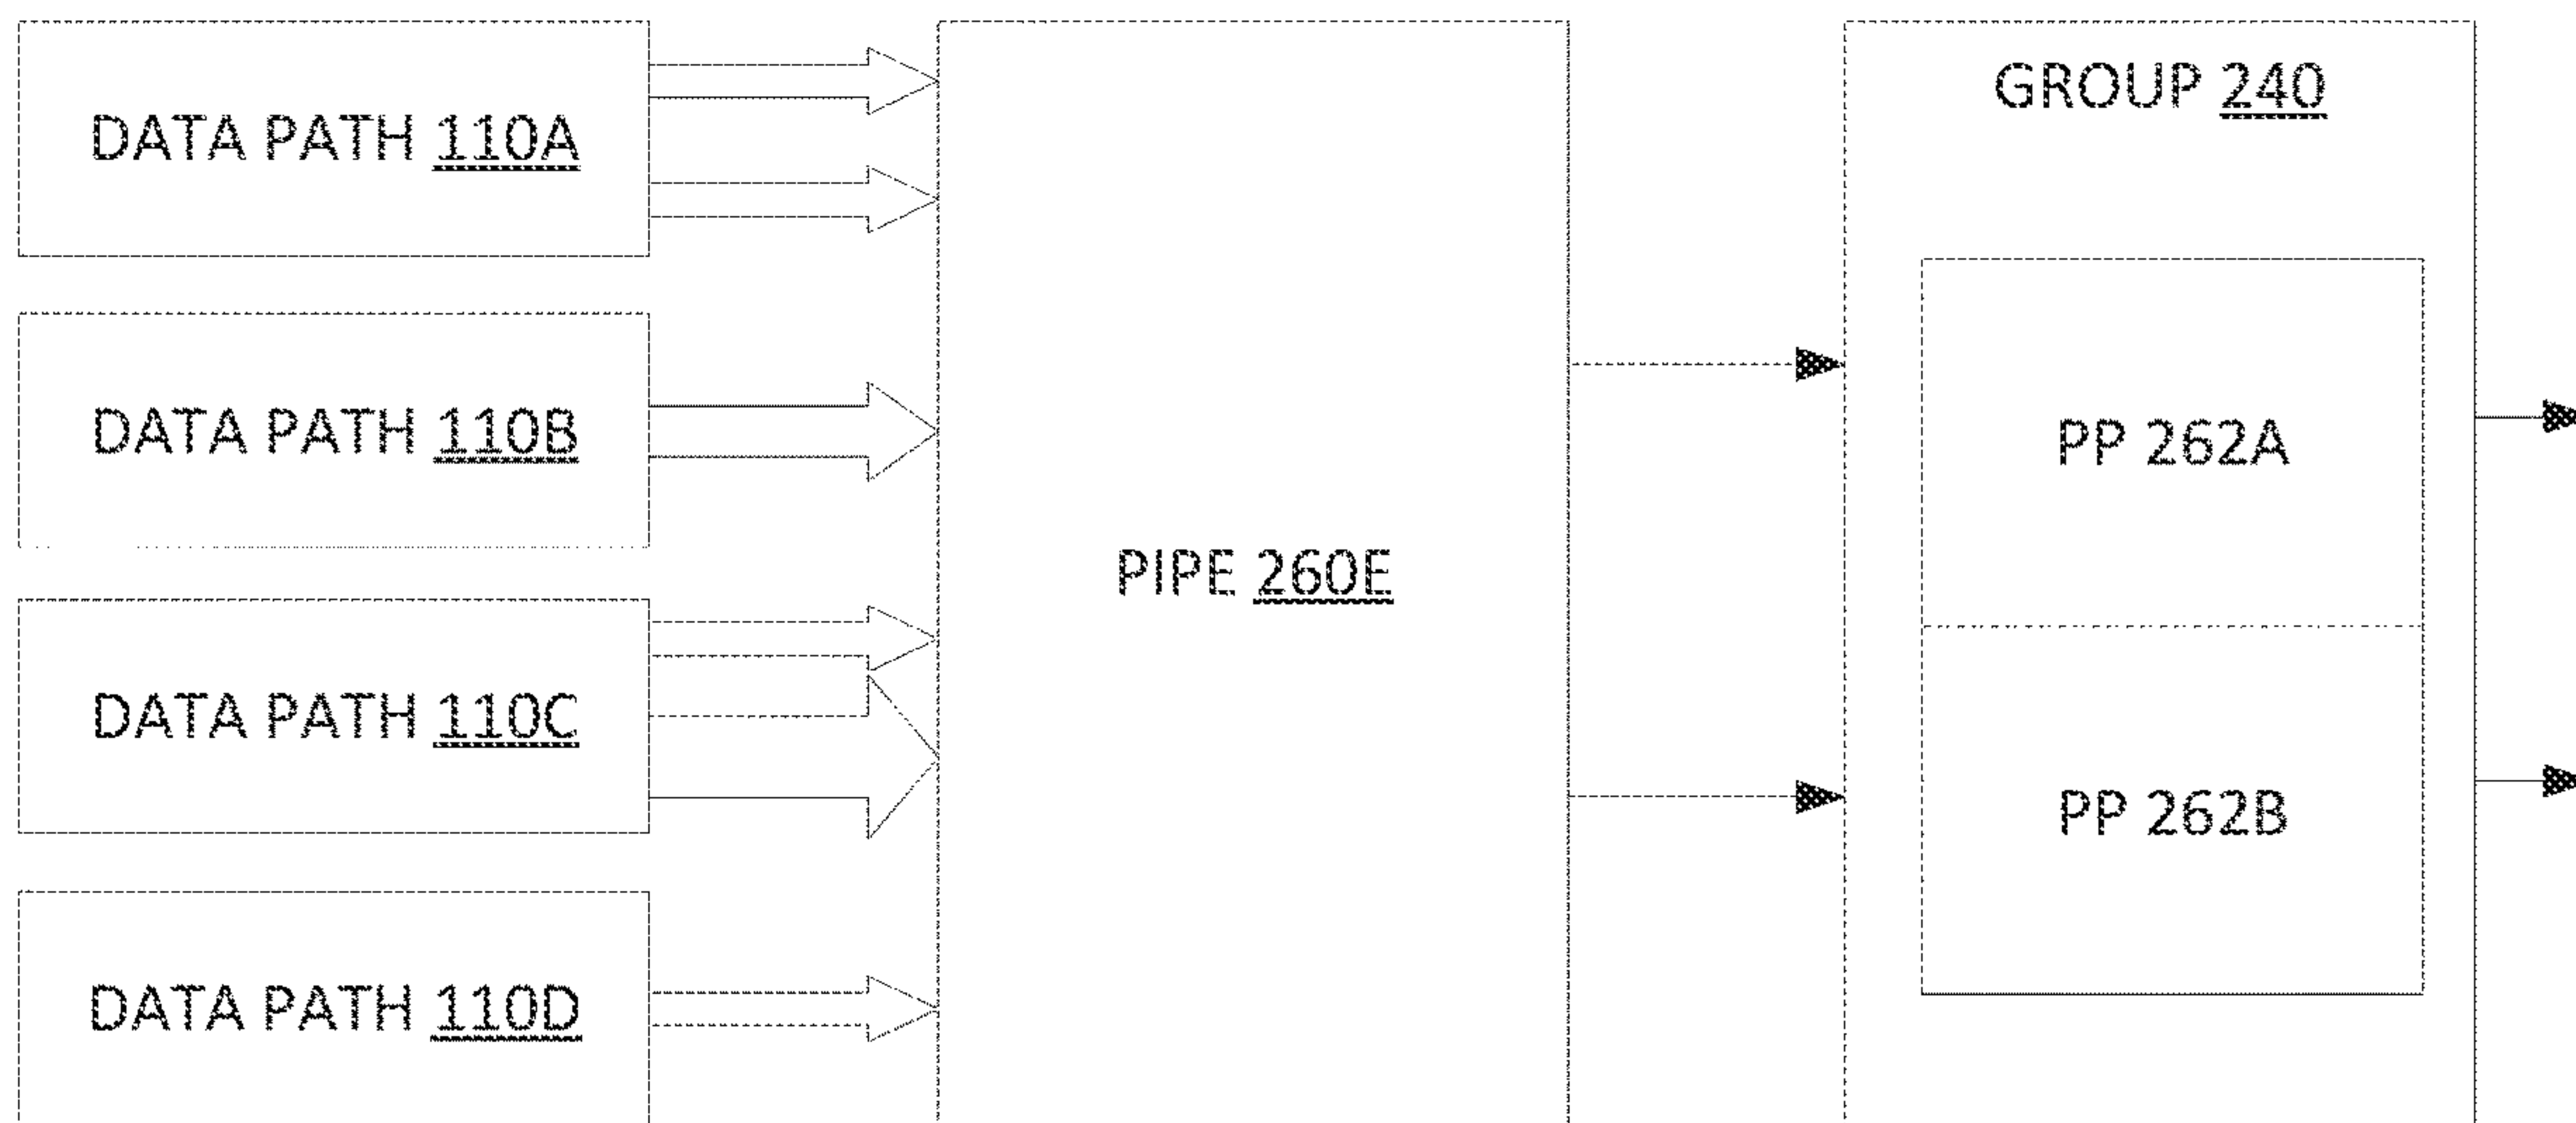 DATA PATH 110A
DATA PATH 110B
DATA PATH 110C
DATA PATH 110D
PIPE 260E
GROUP 240
PP 262A
PP 262B